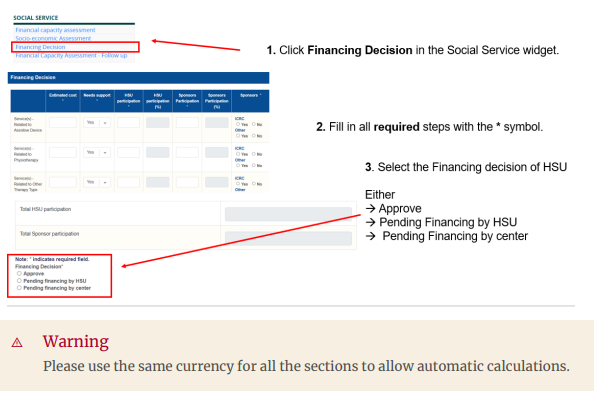 SOCIAL SERVICE
Financial capacity assessment
Socio economic Assessment.
Financing Decision
Financial Capacity Assessment - Follow up
1. Click Financing Decision in the Social Service widget.
Financing Decision
Estimated cost * Needs support * HSU participation * HSU participation (%) Sponsors Participation * Sponsors Participation (%) Sponsors *
Service(s) - Related to Assistive Device Yes ICRC Yes No Other Yes No
Service(s) - Related to Physiotherapy Yes ICRC Yes No Other Yes No
Service(s) - Related to Other Therapy Type Yes ICRC Yes No Other
2. Fill in all required steps with the * symbol.
3. Select the Financing decision of HSU
Either
→ Approve
→ Pending Financing by HSU
→ Pending Financing by center
Total HSU participation
Total Sponsor participation
Note: * Indicates required field.
Financing Decision*
Approve
Pending financing by HSU
Pending financing by center
Warning
Please use the same currency for all the sections to allow automatic calculations.